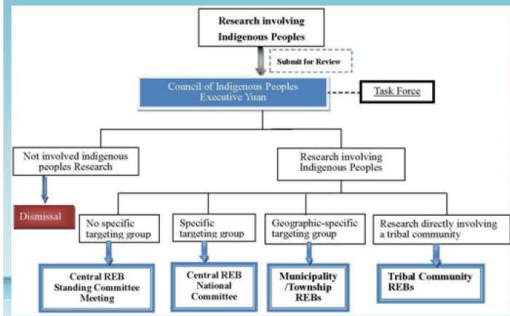 Research involving
Indigenous Peoples
Submit for Review
Council of Indigenous Peoples
Executive Yuan
Task Force
Not involved indigenous
peoples Research
Research involving
Indigenous Peoples
Dismissal
No specific
targeting group
Specific
targeting group
Geographic-specific
targeting group
Research directly involving
a tribal community
Central REB
Standing Committee
Meeting
Central REB
National
Committee
Municipality
/Township
REBs
Tribal Community
REBs